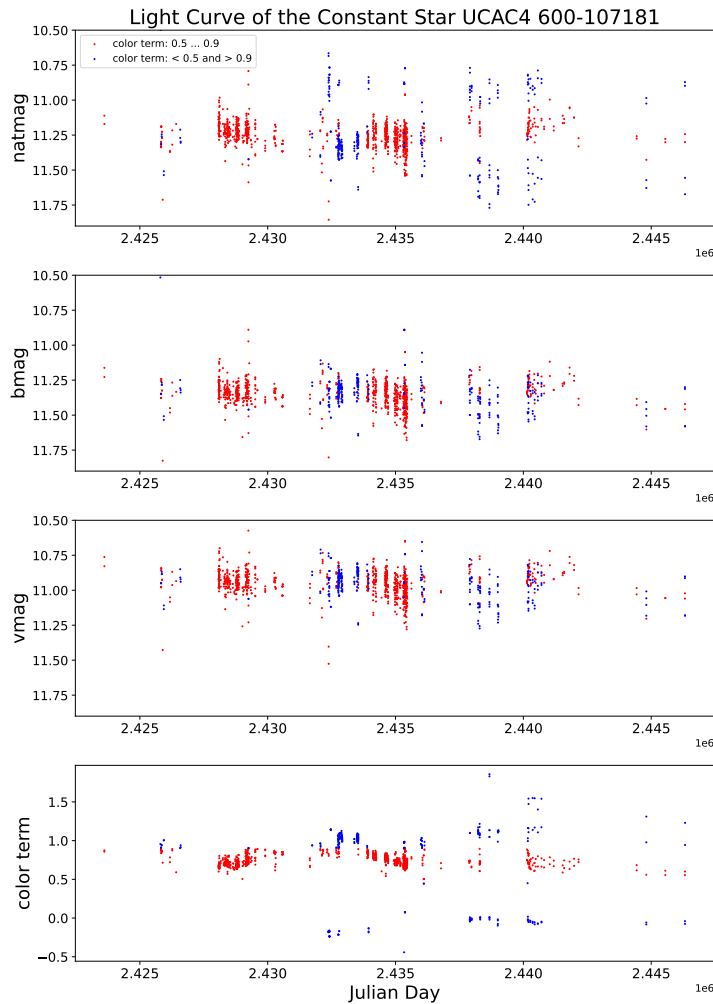 Light Curve of the Constant Star UCAC4 600-107181
color term: 0.5 ... 0.9
color term: < 0.5 and > 0.9
natmag
10.50
10.75
11.00
11.25
11.50
11.75
2.425 2.430 2.435 2.440 2.445
1e6
bmag
10.50
10.75
11.00
11.25
11.50
11.75
2.425 2.430 2.435 2.440 2.445
1e6
vmag
10.50
10.75
11.00
11.25
11.50
11.75
2.425 2.430 2.435 2.440 2.445
1e6
color term
1.5
1.0
0.5
0.0
−0.5
2.425 2.430 2.435 2.440 2.445
1e6
Julian Day